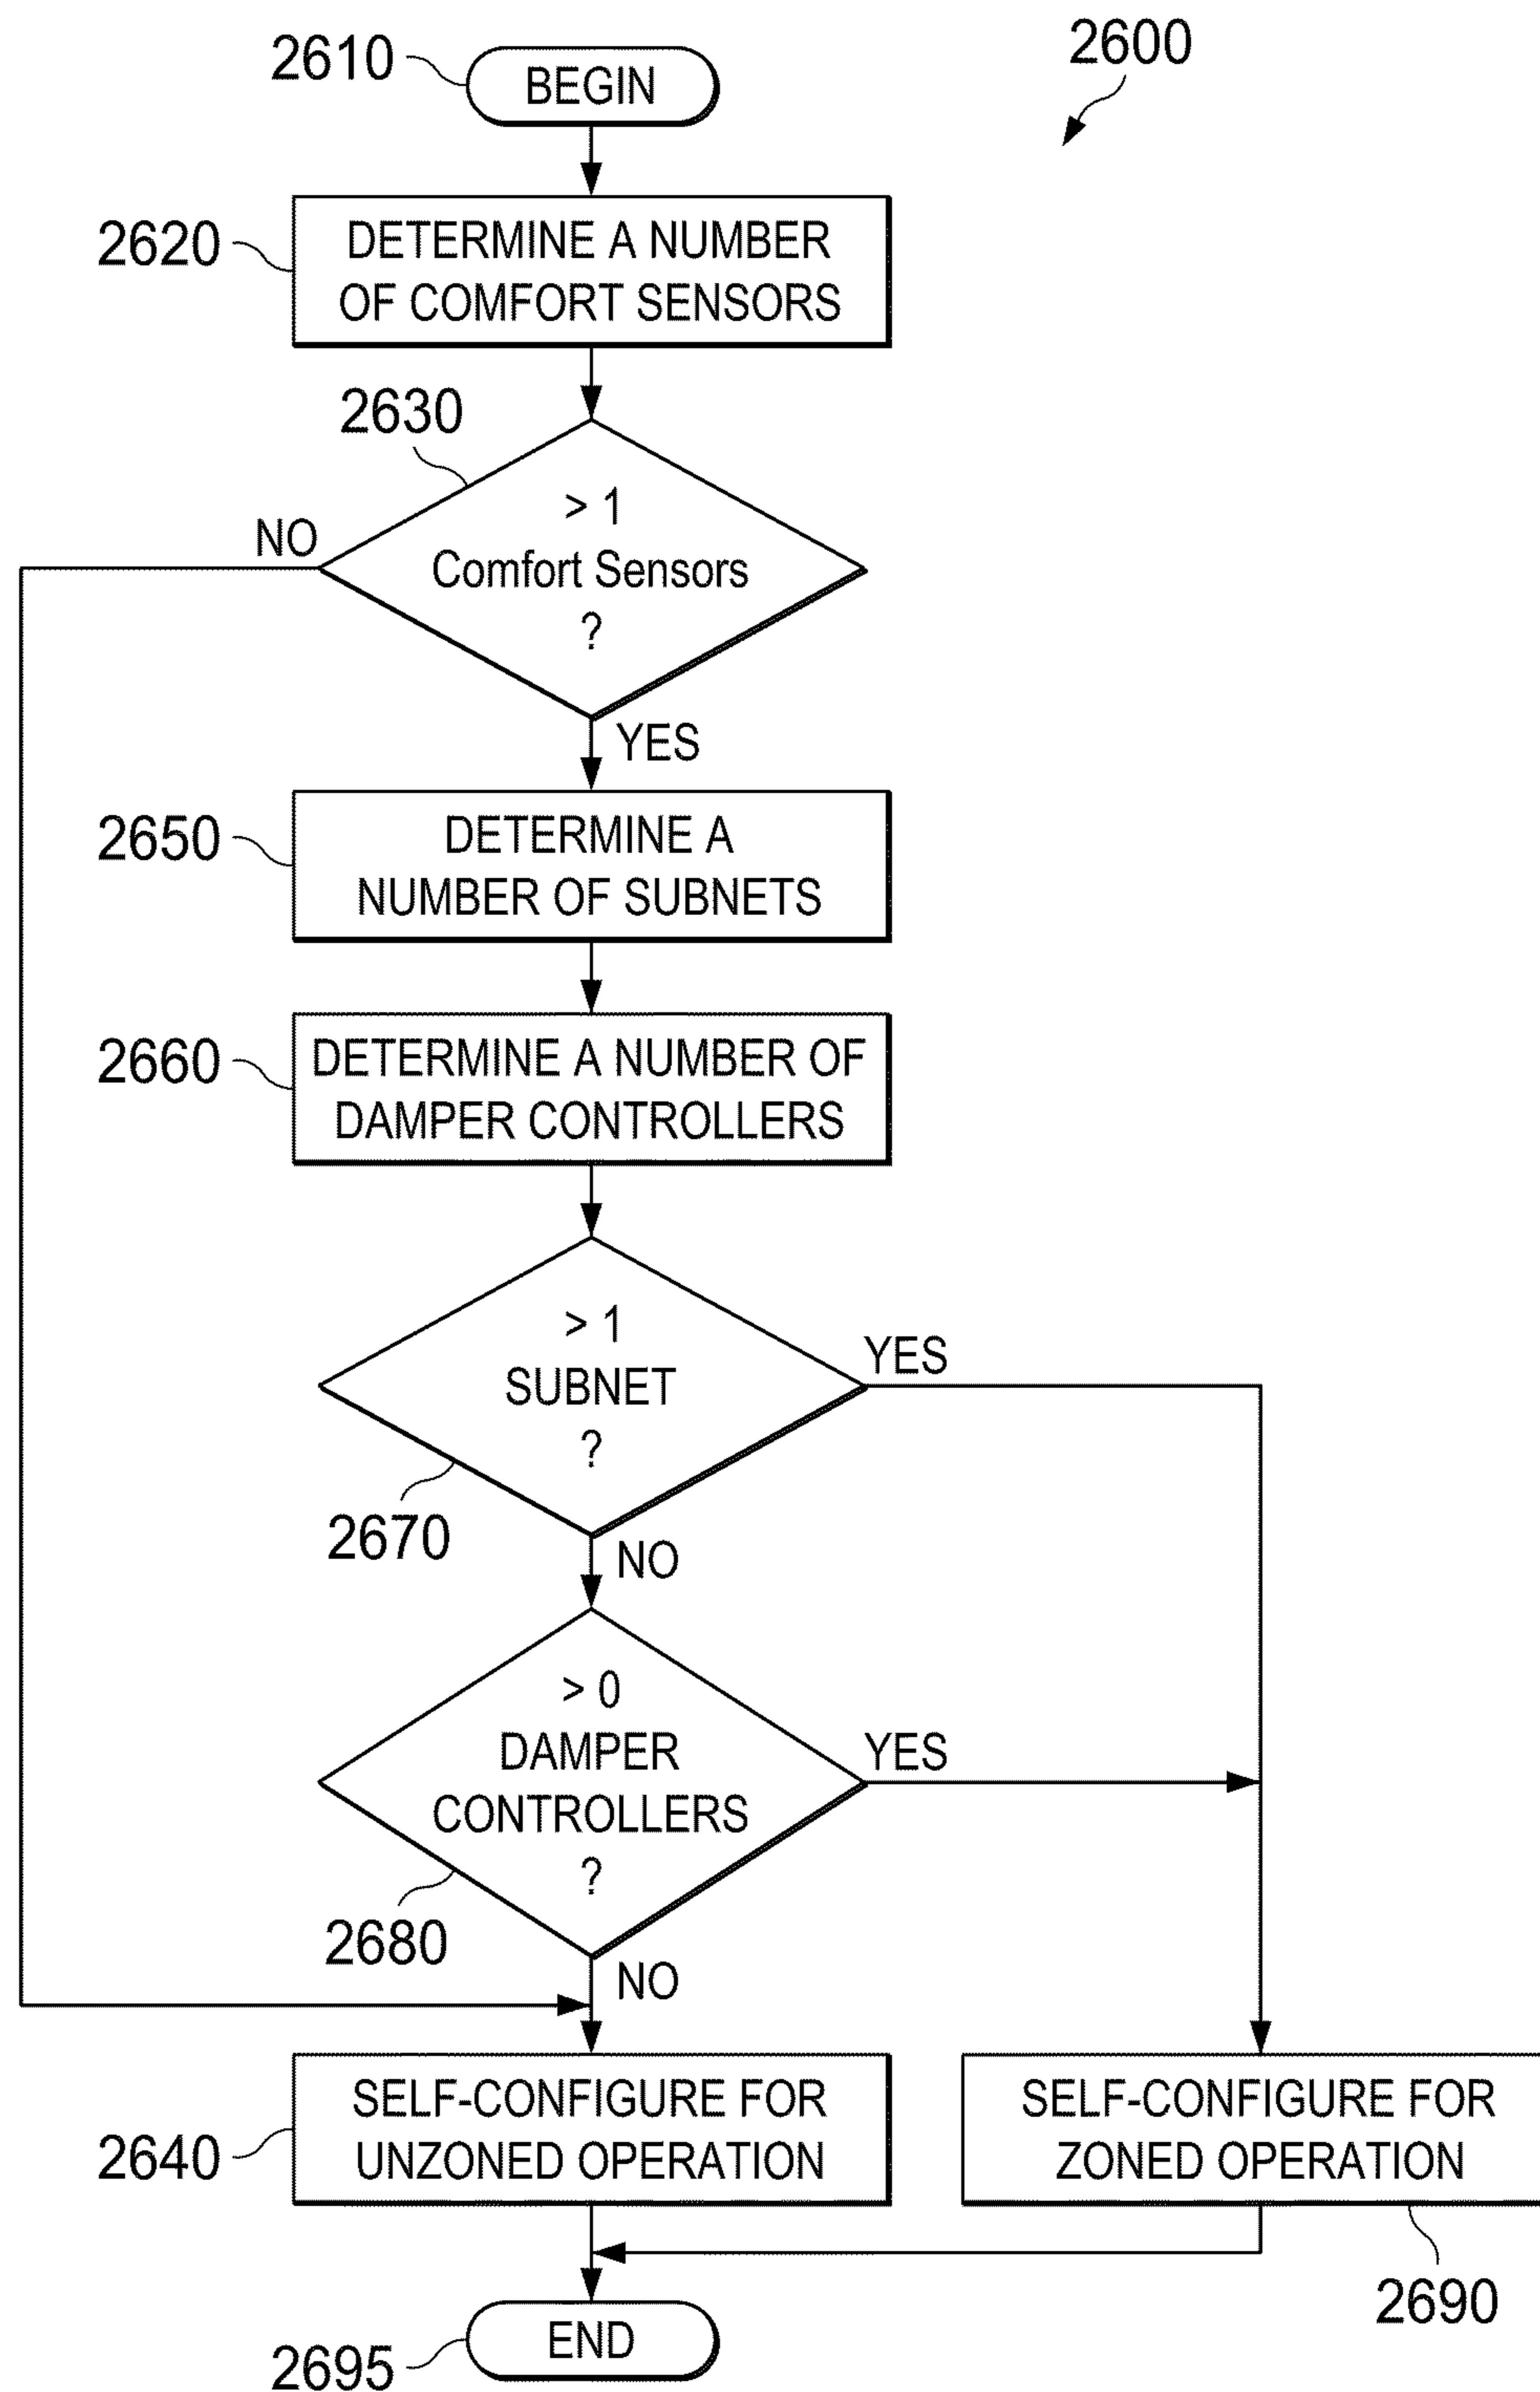 2600
2610
BEGIN
2620
DETERMINE A NUMBER
OF COMFORT SENSORS
2630
> 1
Comfort Sensors
?
NO
YES
2650
DETERMINE A
NUMBER OF SUBNETS
2660
DETERMINE A NUMBER OF
DAMPER CONTROLLERS
> 1
SUBNET
?
YES
2670
NO
> 0
DAMPER
CONTROLLERS
?
YES
2680
NO
2640
SELF-CONFIGURE FOR
UNZONED OPERATION
SELF-CONFIGURE FOR
ZONED OPERATION
2690
2695
END